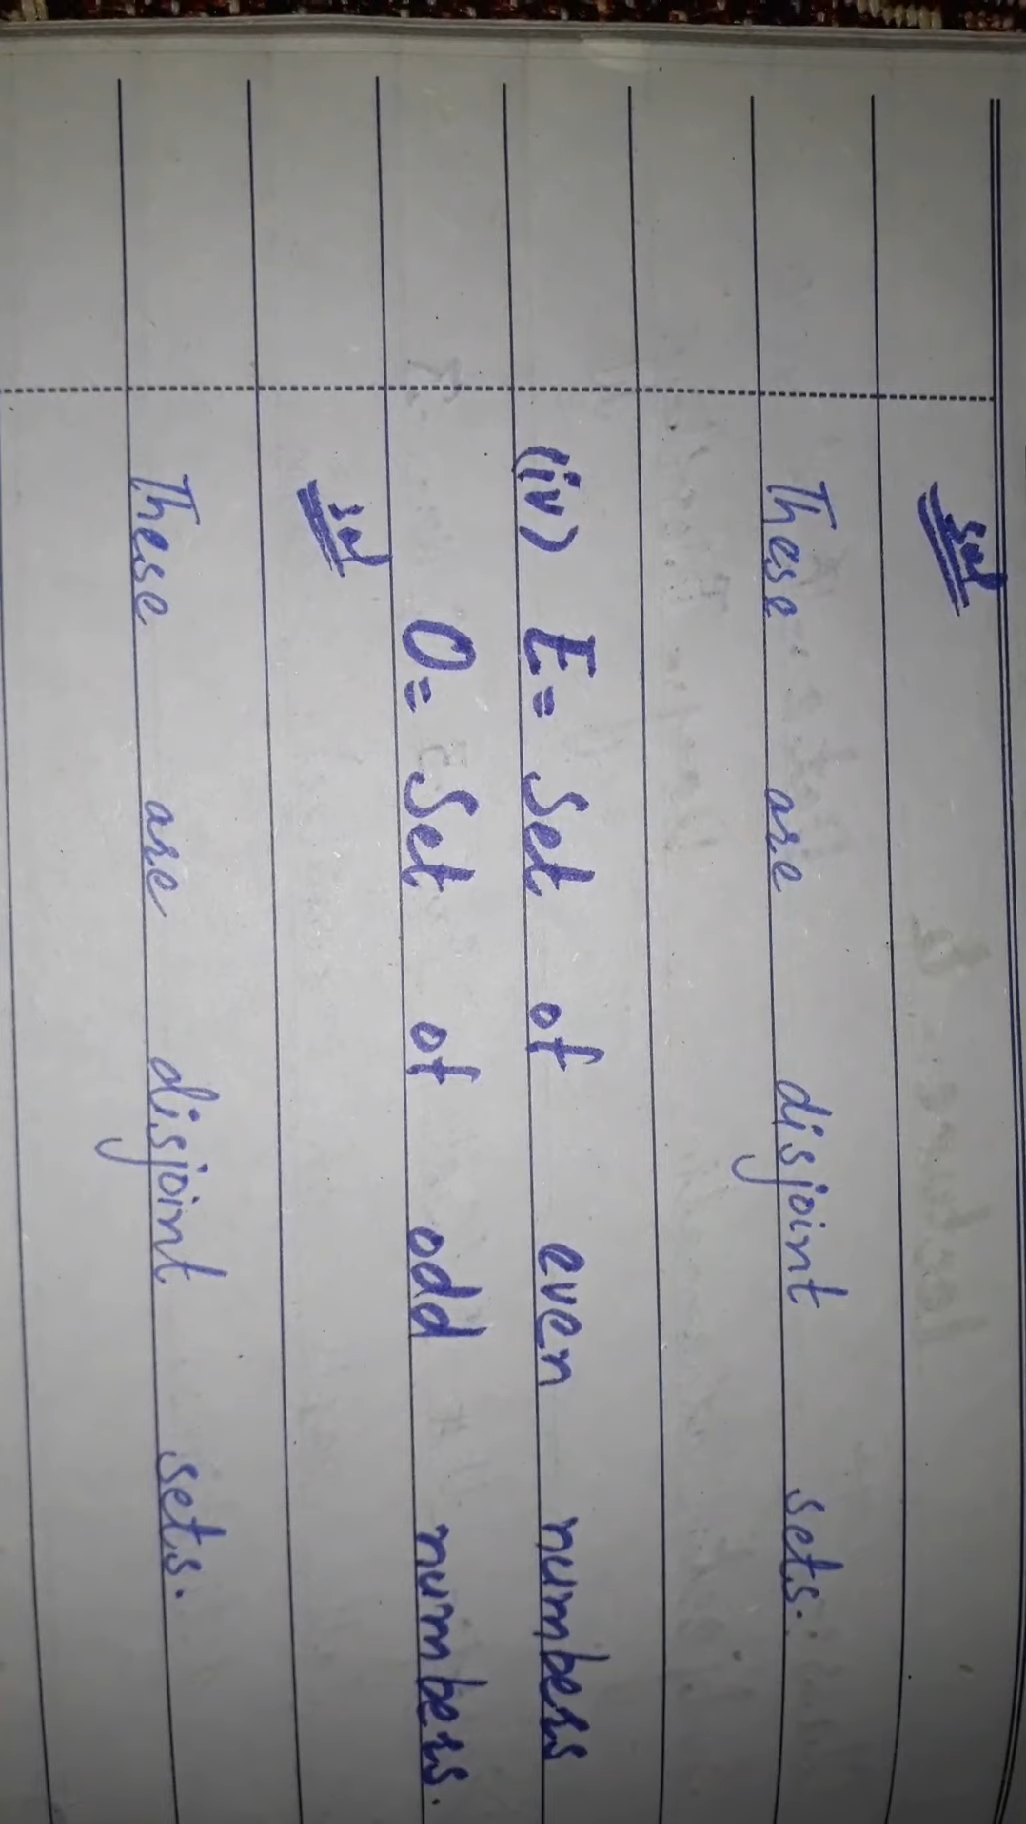 sol
These are disjoint sets.
(iv) E= Set of even numbers
O= Set of odd numbers.
sol
These are disjoint sets.